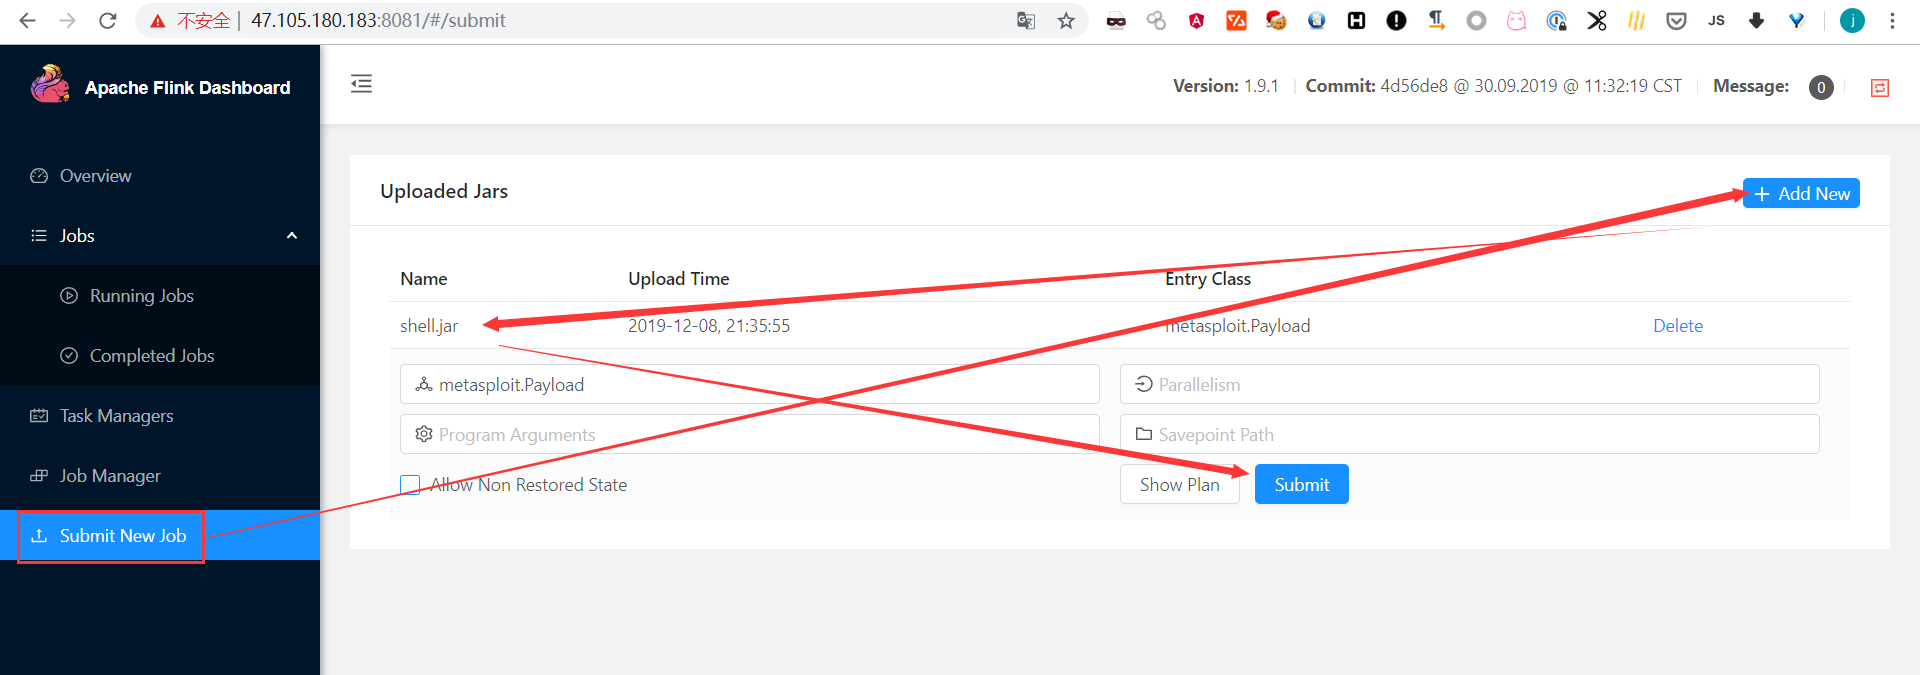 不安全 | 47.105.180.183:8081/#/submit
JS
j
Apache Flink Dashboard
Version: 1.9.1
Commit: 4d56de8 @ 30.09.2019 @ 11:32:19 CST
Message: 0
Overview
Jobs
Running Jobs
Completed Jobs
Task Managers
Job Manager
Submit New Job
Uploaded Jars
+ Add New
Name Upload Time Entry Class
shell.jar 2019-12-08, 21:35:55 metasploit.Payload Delete
metasploit.Payload Parallelism
Program Arguments Savepoint Path
Allow Non Restored State Show Plan Submit